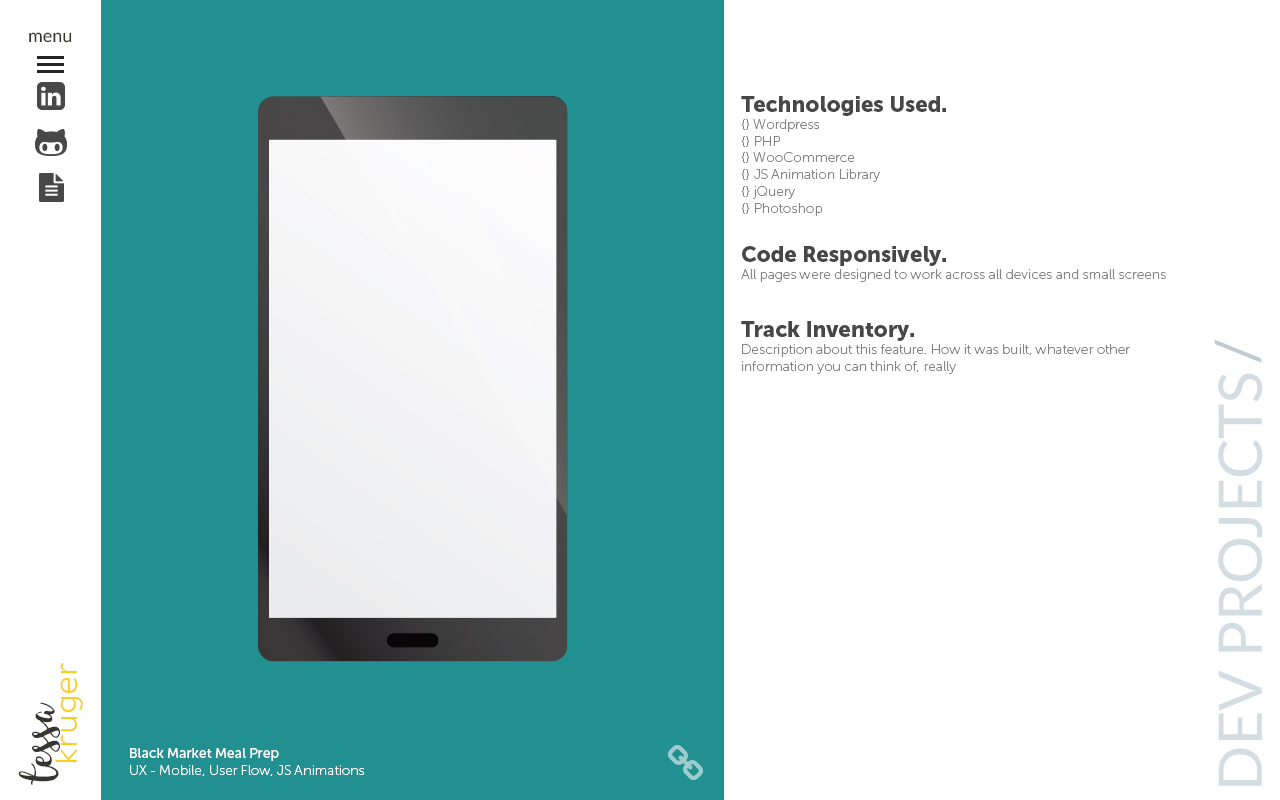 menu
in
tessa
kruger
Black Market Meal Prep
UX - Mobile, User Flow, JS Animations
Technologies Used.
{} Wordpress
{} PHP
{} WooCommerce
{} JS Animation Library
{} jQuery
{} Photoshop
Code Responsively.
All pages were designed to work across all devices and small screens
Track Inventory.
Description about this feature. How it was built, whatever other
information you can think of, really
DEV PROJECTS /